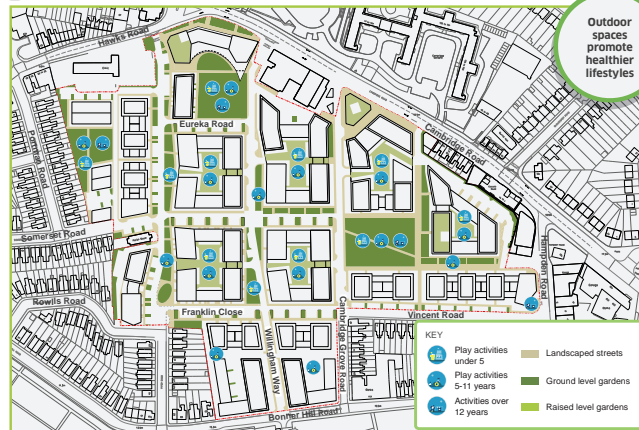 Outdoor
spaces
promote
healthier
lifestyles
Hawks Road
Eureka Road
Cambridge Road
Somerset Road
Hampden Road
Rowlls Road
Franklin Close
Vincent Road
Willingham Way
Cambridge Grove Road
Bonner Hill Road
KEY
Play activities
under 5
Play activities
5-11 years
Activities over
12 years
Landscaped streets
Ground level gardens
Raised level gardens